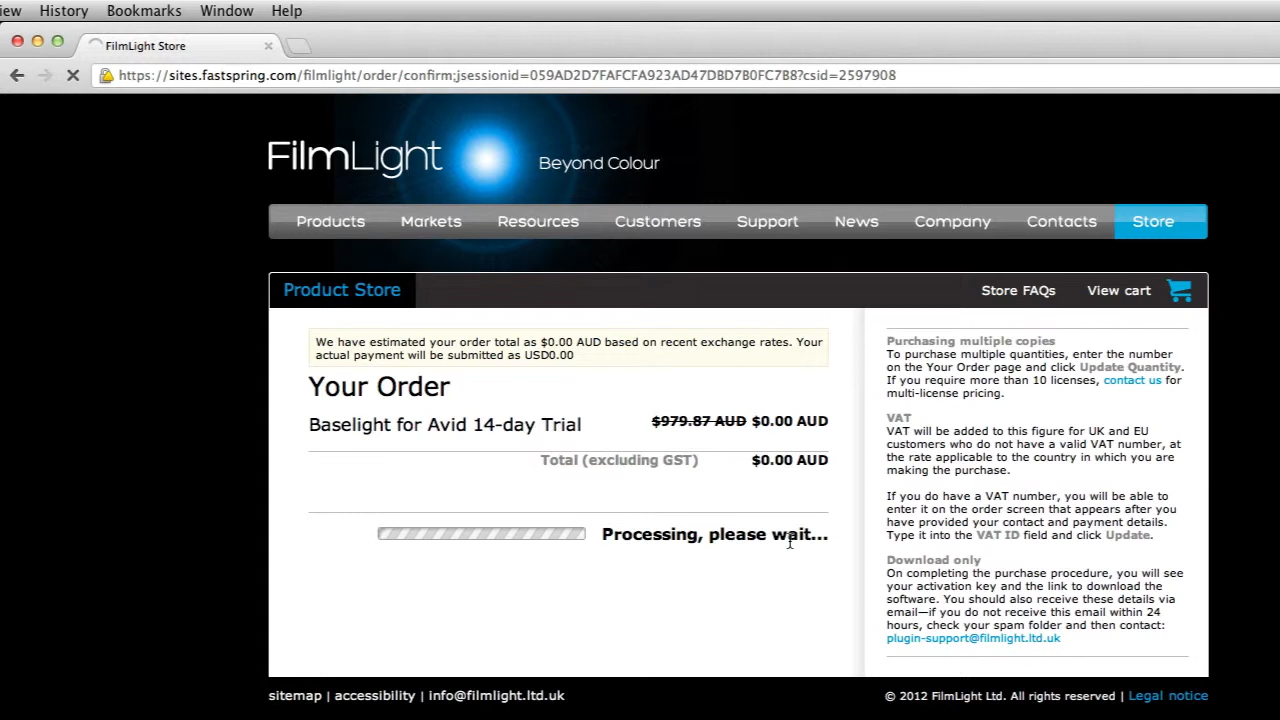 iew History Bookmarks Window Help
FilmLight Store
https://sites.fastspring.com/filmlight/order/confirm;jsessionid=059AD2D7FAFCFA923AD47DBD7B0FC7B8?csid=2597908
FilmLight Beyond Colour
Products Markets Resources Customers Support News Company Contacts Store
Product Store Store FAQs View cart
We have estimated your order total as $0.00 AUD based on recent exchange rates. Your
actual payment will be submitted as USD0.00
Your Order
Baselight for Avid 14-day Trial $979.87 AUD $0.00 AUD
Total (excluding GST) $0.00 AUD
Processing, please wait...
Purchasing multiple copies
To purchase multiple quantities, enter the number
on the Your Order page and click Update Quantity.
If you require more than 10 licenses, contact us for
multi-license pricing.
VAT
VAT will be added to this figure for UK and EU
customers who do not have a valid VAT number, at
the rate applicable to the country in which you are
making the purchase.
If you do have a VAT number, you will be able to
enter it on the order screen that appears after you
have provided your contact and payment details.
Type it into the VAT ID field and click Update.
Download only
On completing the purchase procedure, you will see
your activation key and the link to download the
software. You should also receive these details via
email—if you do not receive this email within 24
hours, check your spam folder and then contact:
plugin-support@filmlight.ltd.uk
sitemap | accessibility | info@filmlight.ltd.uk
© 2012 FilmLight Ltd. All rights reserved | Legal notice